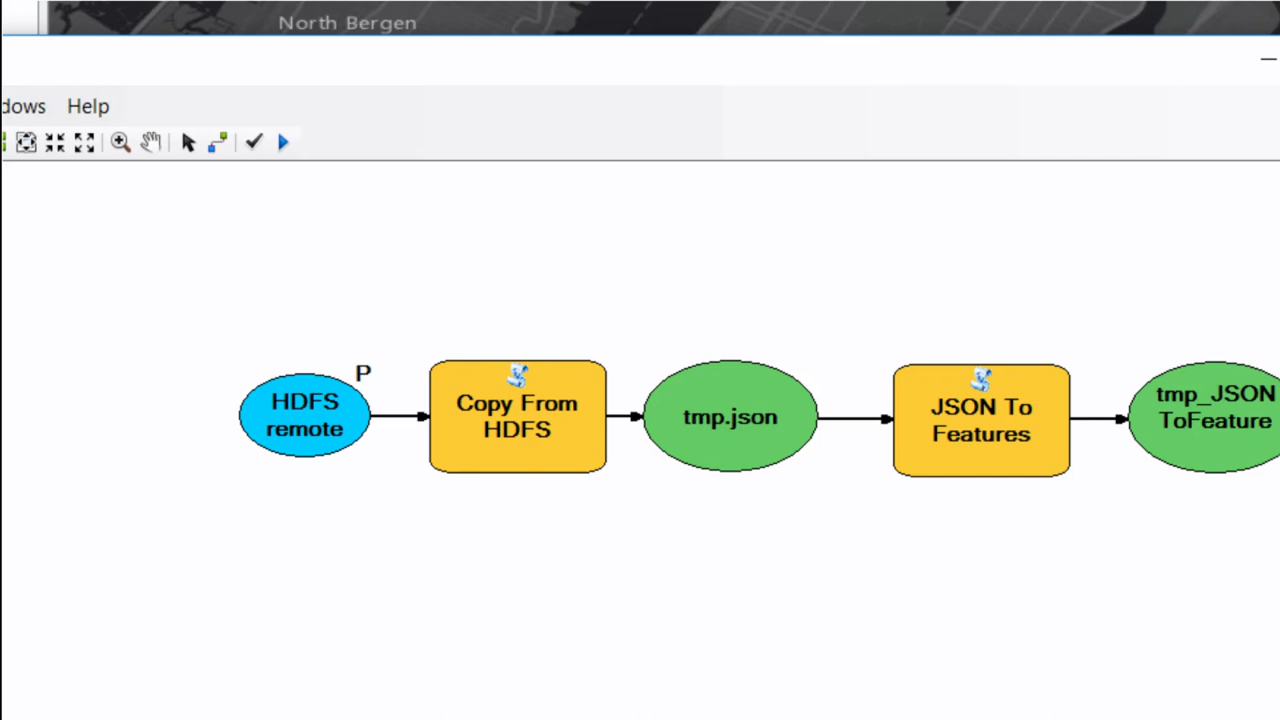 North Bergen
dows Help
P
HDFS
remote
Copy From
HDFS
tmp.json
JSON To
Features
tmp_JSON
ToFeature